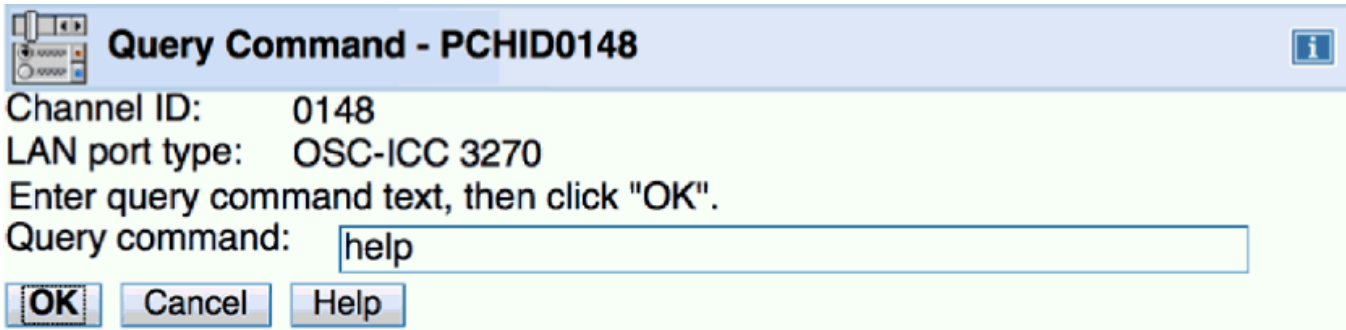 Query Command - PCHID0148
i
Channel ID: 0148
LAN port type: OSC-ICC 3270
Enter query command text, then click "OK".
Query command: help
OK Cancel Help